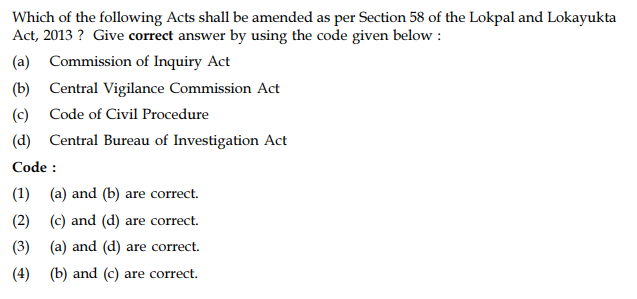 Which of the following Acts shall be amended as per Section 58 of the Lokpal and Lokayukta
Act, 2013 ? Give correct answer by using the code given below :
(a) Commission of Inquiry Act
(b) Central Vigilance Commission Act
(c) Code of Civil Procedure
(d) Central Bureau of Investigation Act
Code :
(1) (a) and (b) are correct.
(2) (c) and (d) are correct.
(3) (a) and (d) are correct.
(4) (b) and (c) are correct.